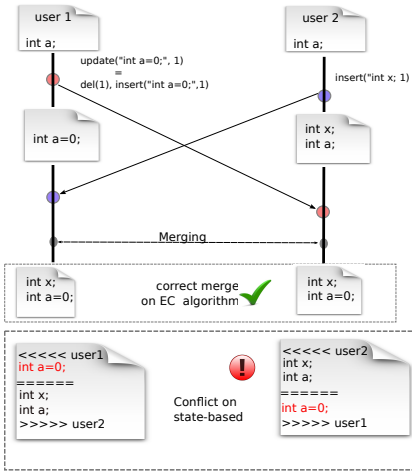 user 1
int a;
user 2
int a;
update("int a=0;", 1)
=
del(1), insert("int a=0;",1)
insert("int x; 1)
int a=0;
int x;
int a;
Merging
int x;
int a=0;
correct merge
on EC algorithm
int x;
int a=0;
<<<<< user1
int a=0;
======
int x;
int a;
>>>>> user2
Conflict on
state-based
<<<<< user2
int x;
int a;
======
int a=0;
>>>>> user1